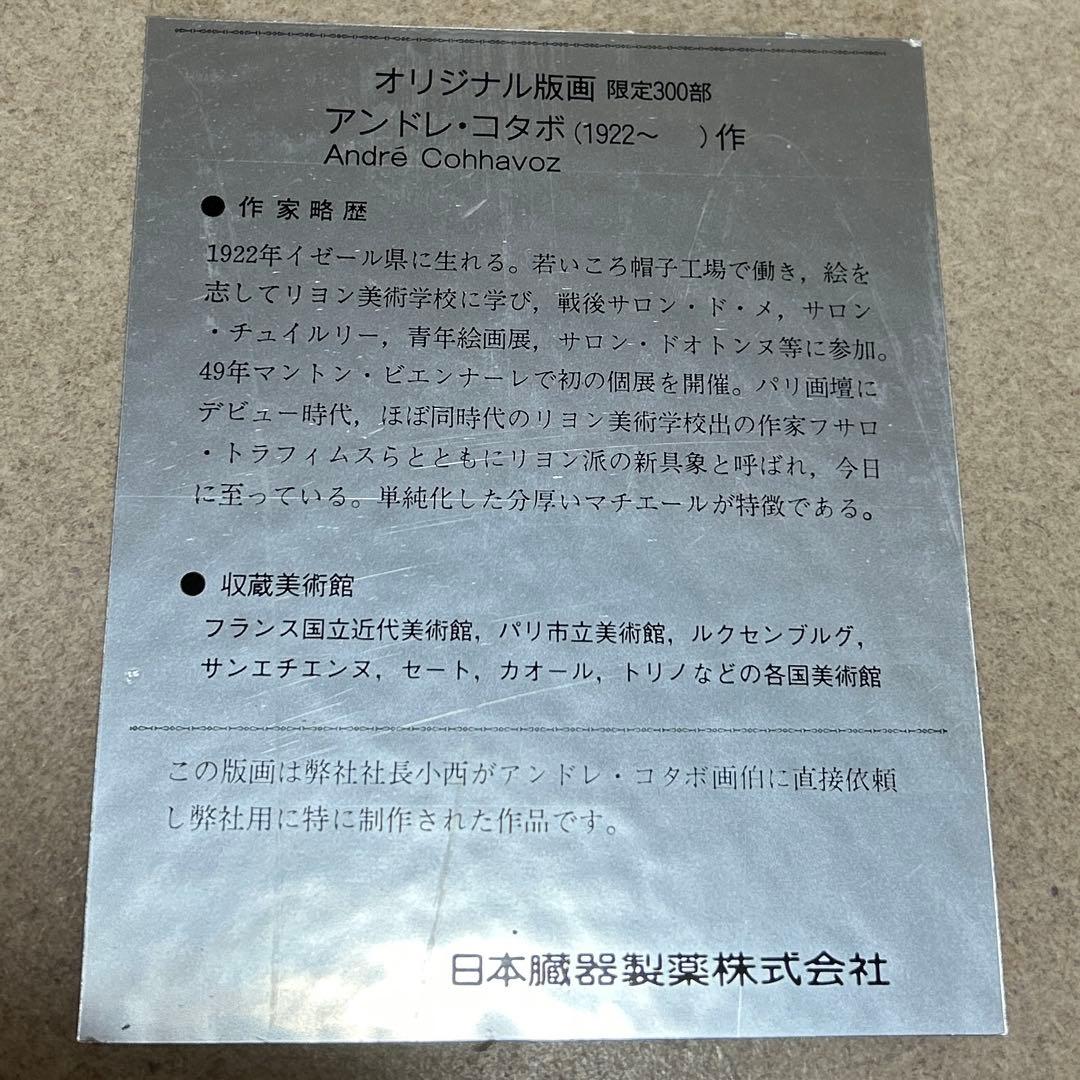 オリジナル版画 限定300部
アンドレ・コタボ(1922〜 )作
André Cohhavoz
● 作家略歴
1922年イゼール県に生れる。若いころ帽子工場で働き，絵を
志してリヨン美術学校に学び，戦後サロン・ド・メ，サロン
・チュイルリー，青年絵画展，サロン・ドオトンヌ等に参加。
49年マントン・ビエンナーレで初の個展を開催。パリ画壇に
デビュー時代，ほぼ同時代のリヨン美術学校出の作家フサロ
・トラフィムスらとともにリヨン派の新具象と呼ばれ，今日
に至っている。単純化した分厚いマチエールが特徴である。
● 収蔵美術館
フランス国立近代美術館，パリ市立美術館，ルクセンブルグ，
サンエチエンヌ，セート，カオール，トリノなどの各国美術館
この版画は弊社社長小西がアンドレ・コタボ画伯に直接依頼
し弊社用に特に制作された作品です。
日本臓器製薬株式会社